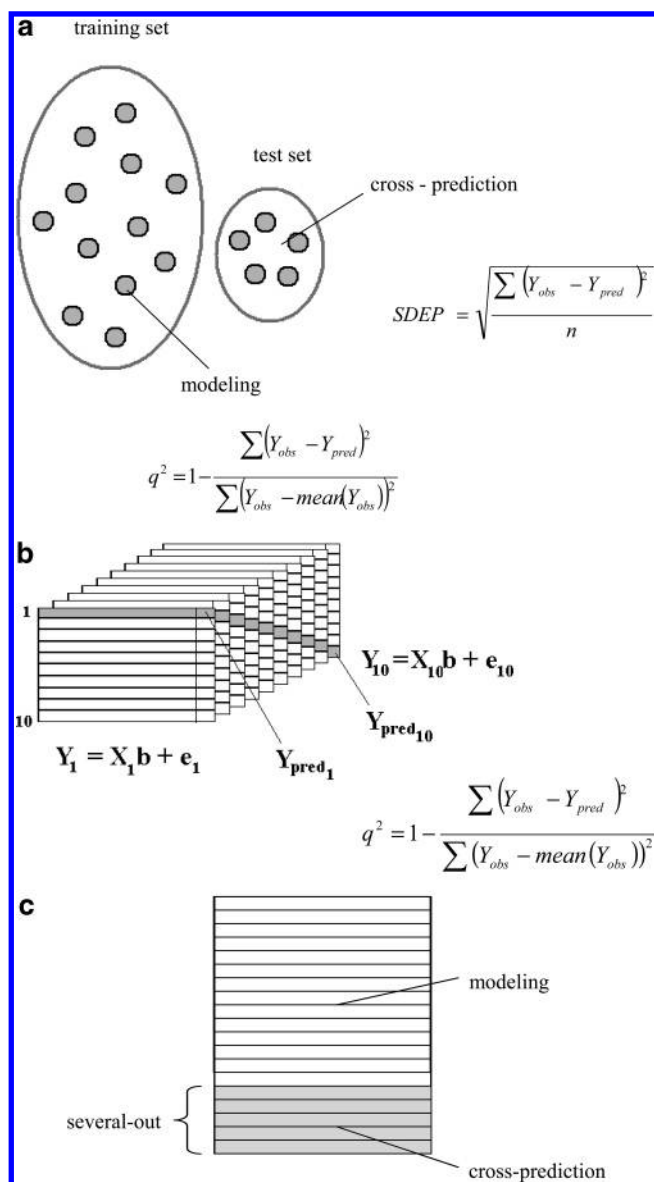 a
training set
test set
cross - prediction
SDEP = √(∑(Y_obs – Y_pred)² / n)
modeling
q² = 1 - ∑(Y_obs – Y_pred)² / ∑(Y_obs – mean(Y_obs))²
b
1
10
Y₁₀ = X₁₀b + e₁₀
Y_pred₁₀
Y₁ = X₁b + e₁
Y_pred₁
q² = 1 - ∑(Y_obs – Y_pred)² / ∑(Y_obs – mean(Y_obs))²
c
modeling
several-out
cross-prediction